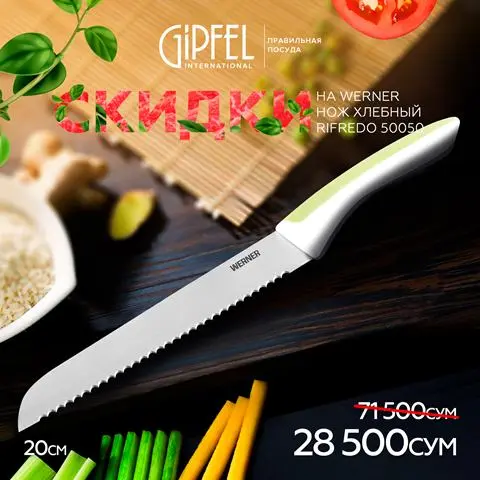 GIPFEL
INTERNATIONAL
ПРАВИЛЬНАЯ
ПОСУДА
СКИДКИ
НА WERNER
НОЖ ХЛЕБНЫЙ
RIFREDO 50050
WERNER
71 500СУМ
28 500СУМ
20СМ